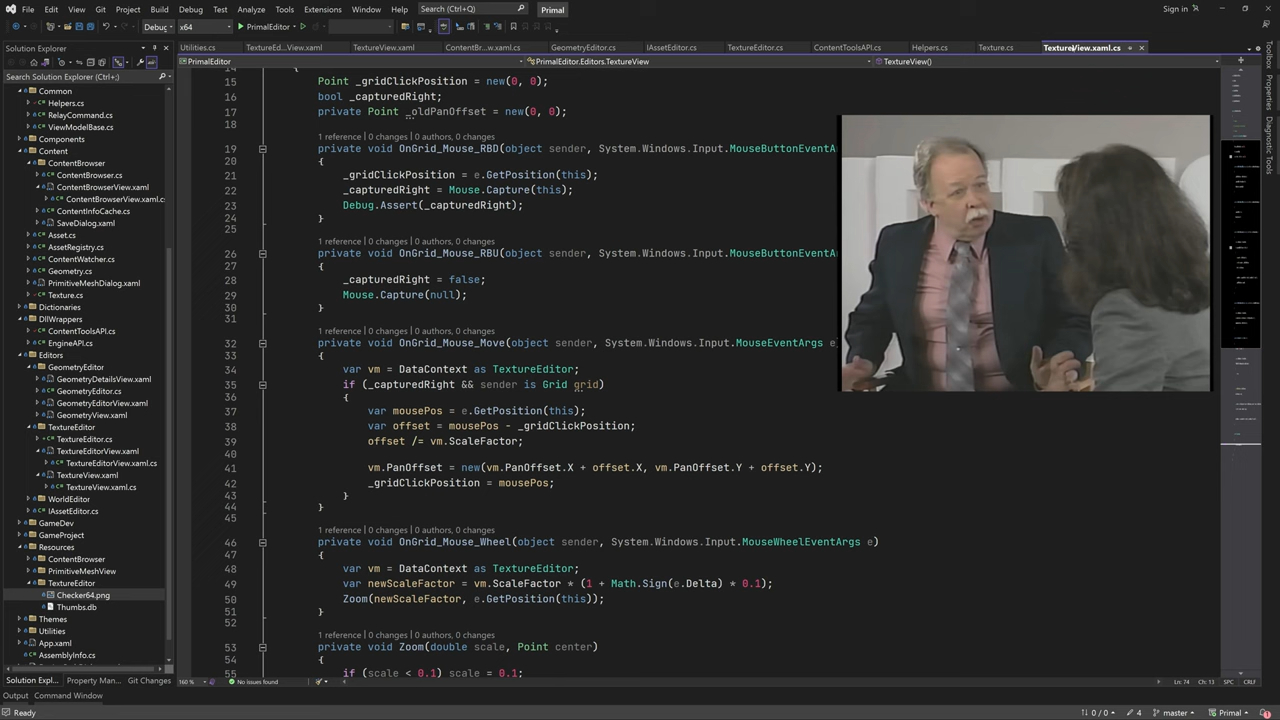 File Edit View Git Project Build Debug Test Analyze Tools Extensions Window Help Search (Ctrl+Q) Primal Sign in
Debug x64 PrimalEditor
Solution Explorer
Search Solution Explorer (Ctrl+;)
Common
Helpers.cs
RelayCommand.cs
ViewModelBase.cs
Components
Content
ContentBrowser
ContentBrowser.cs
ContentBrowserView.xaml
ContentBrowserView.xaml.cs
ContentInfoCache.cs
SaveDialog.xaml
Asset.cs
AssetRegistry.cs
ContentWatcher.cs
Geometry.cs
PrimitiveMeshDialog.xaml
Texture.cs
Dictionaries
DllWrappers
ContentToolsAPI.cs
EngineAPI.cs
Editors
GeometryEditor
GeometryDetailsView.xaml
GeometryEditor.cs
GeometryEditorView.xaml
GeometryView.xaml
TextureEditor
TextureEditor.cs
TextureEditorView.xaml
TextureEditorView.xaml.cs
TextureView.xaml
TextureView.xaml.cs
WorldEditor
IAssetEditor.cs
GameDev
GameProject
Resources
ContentBrowser
PrimitiveMeshView
TextureEditor
Checker64.png
Thumbs.db
Themes
Utilities
App.xaml
AssemblyInfo.cs
Solution Expl... Property Man... Git Changes
Utilities.cs TextureEd...View.xaml TextureView.xaml ContentBr...w.xaml.cs GeometryEditor.cs IAssetEditor.cs TextureEditor.cs ContentToolsAPI.cs Helpers.cs Texture.cs TextureView.xaml.cs
PrimalEditor PrimalEditor.Editors.TextureView TextureView()
14 {
15 Point _gridClickPosition = new(0, 0);
16 bool _capturedRight;
17 private Point _oldPanOffset = new(0, 0);
18
1 reference | 0 changes | 0 authors, 0 changes
19 private void OnGrid_Mouse_RBD(object sender, System.Windows.Input.MouseButtonEventAr
20 {
21 _gridClickPosition = e.GetPosition(this);
22 _capturedRight = Mouse.Capture(this);
23 Debug.Assert(_capturedRight);
24 }
25
1 reference | 0 changes | 0 authors, 0 changes
26 private void OnGrid_Mouse_RBU(object sender, System.Windows.Input.MouseButtonEventAr
27 {
28 _capturedRight = false;
29 Mouse.Capture(null);
30 }
31
1 reference | 0 changes | 0 authors, 0 changes
32 private void OnGrid_Mouse_Move(object sender, System.Windows.Input.MouseEventArgs e)
33 {
34 var vm = DataContext as TextureEditor;
35 if (_capturedRight && sender is Grid grid)
36 {
37 var mousePos = e.GetPosition(this);
38 var offset = mousePos - _gridClickPosition;
39 offset /= vm.ScaleFactor;
40
41 vm.PanOffset = new(vm.PanOffset.X + offset.X, vm.PanOffset.Y + offset.Y);
42 _gridClickPosition = mousePos;
43 }
44 }
45
1 reference | 0 changes | 0 authors, 0 changes
46 private void OnGrid_Mouse_Wheel(object sender, System.Windows.Input.MouseWheelEventArgs e)
47 {
48 var vm = DataContext as TextureEditor;
49 var newScaleFactor = vm.ScaleFactor * (1 + Math.Sign(e.Delta) * 0.1);
50 Zoom(newScaleFactor, e.GetPosition(this));
51 }
52
1 reference | 0 changes | 0 authors, 0 changes
53 private void Zoom(double scale, Point center)
54 {
55 if (scale < 0.1) scale = 0.1;
160 % No issues found Ln: 74 Ch: 13 SPC CRLF
Toolbox
Properties
Diagnostic Tools
Output Command Window
Ready 0 / 0 4 master Primal 1